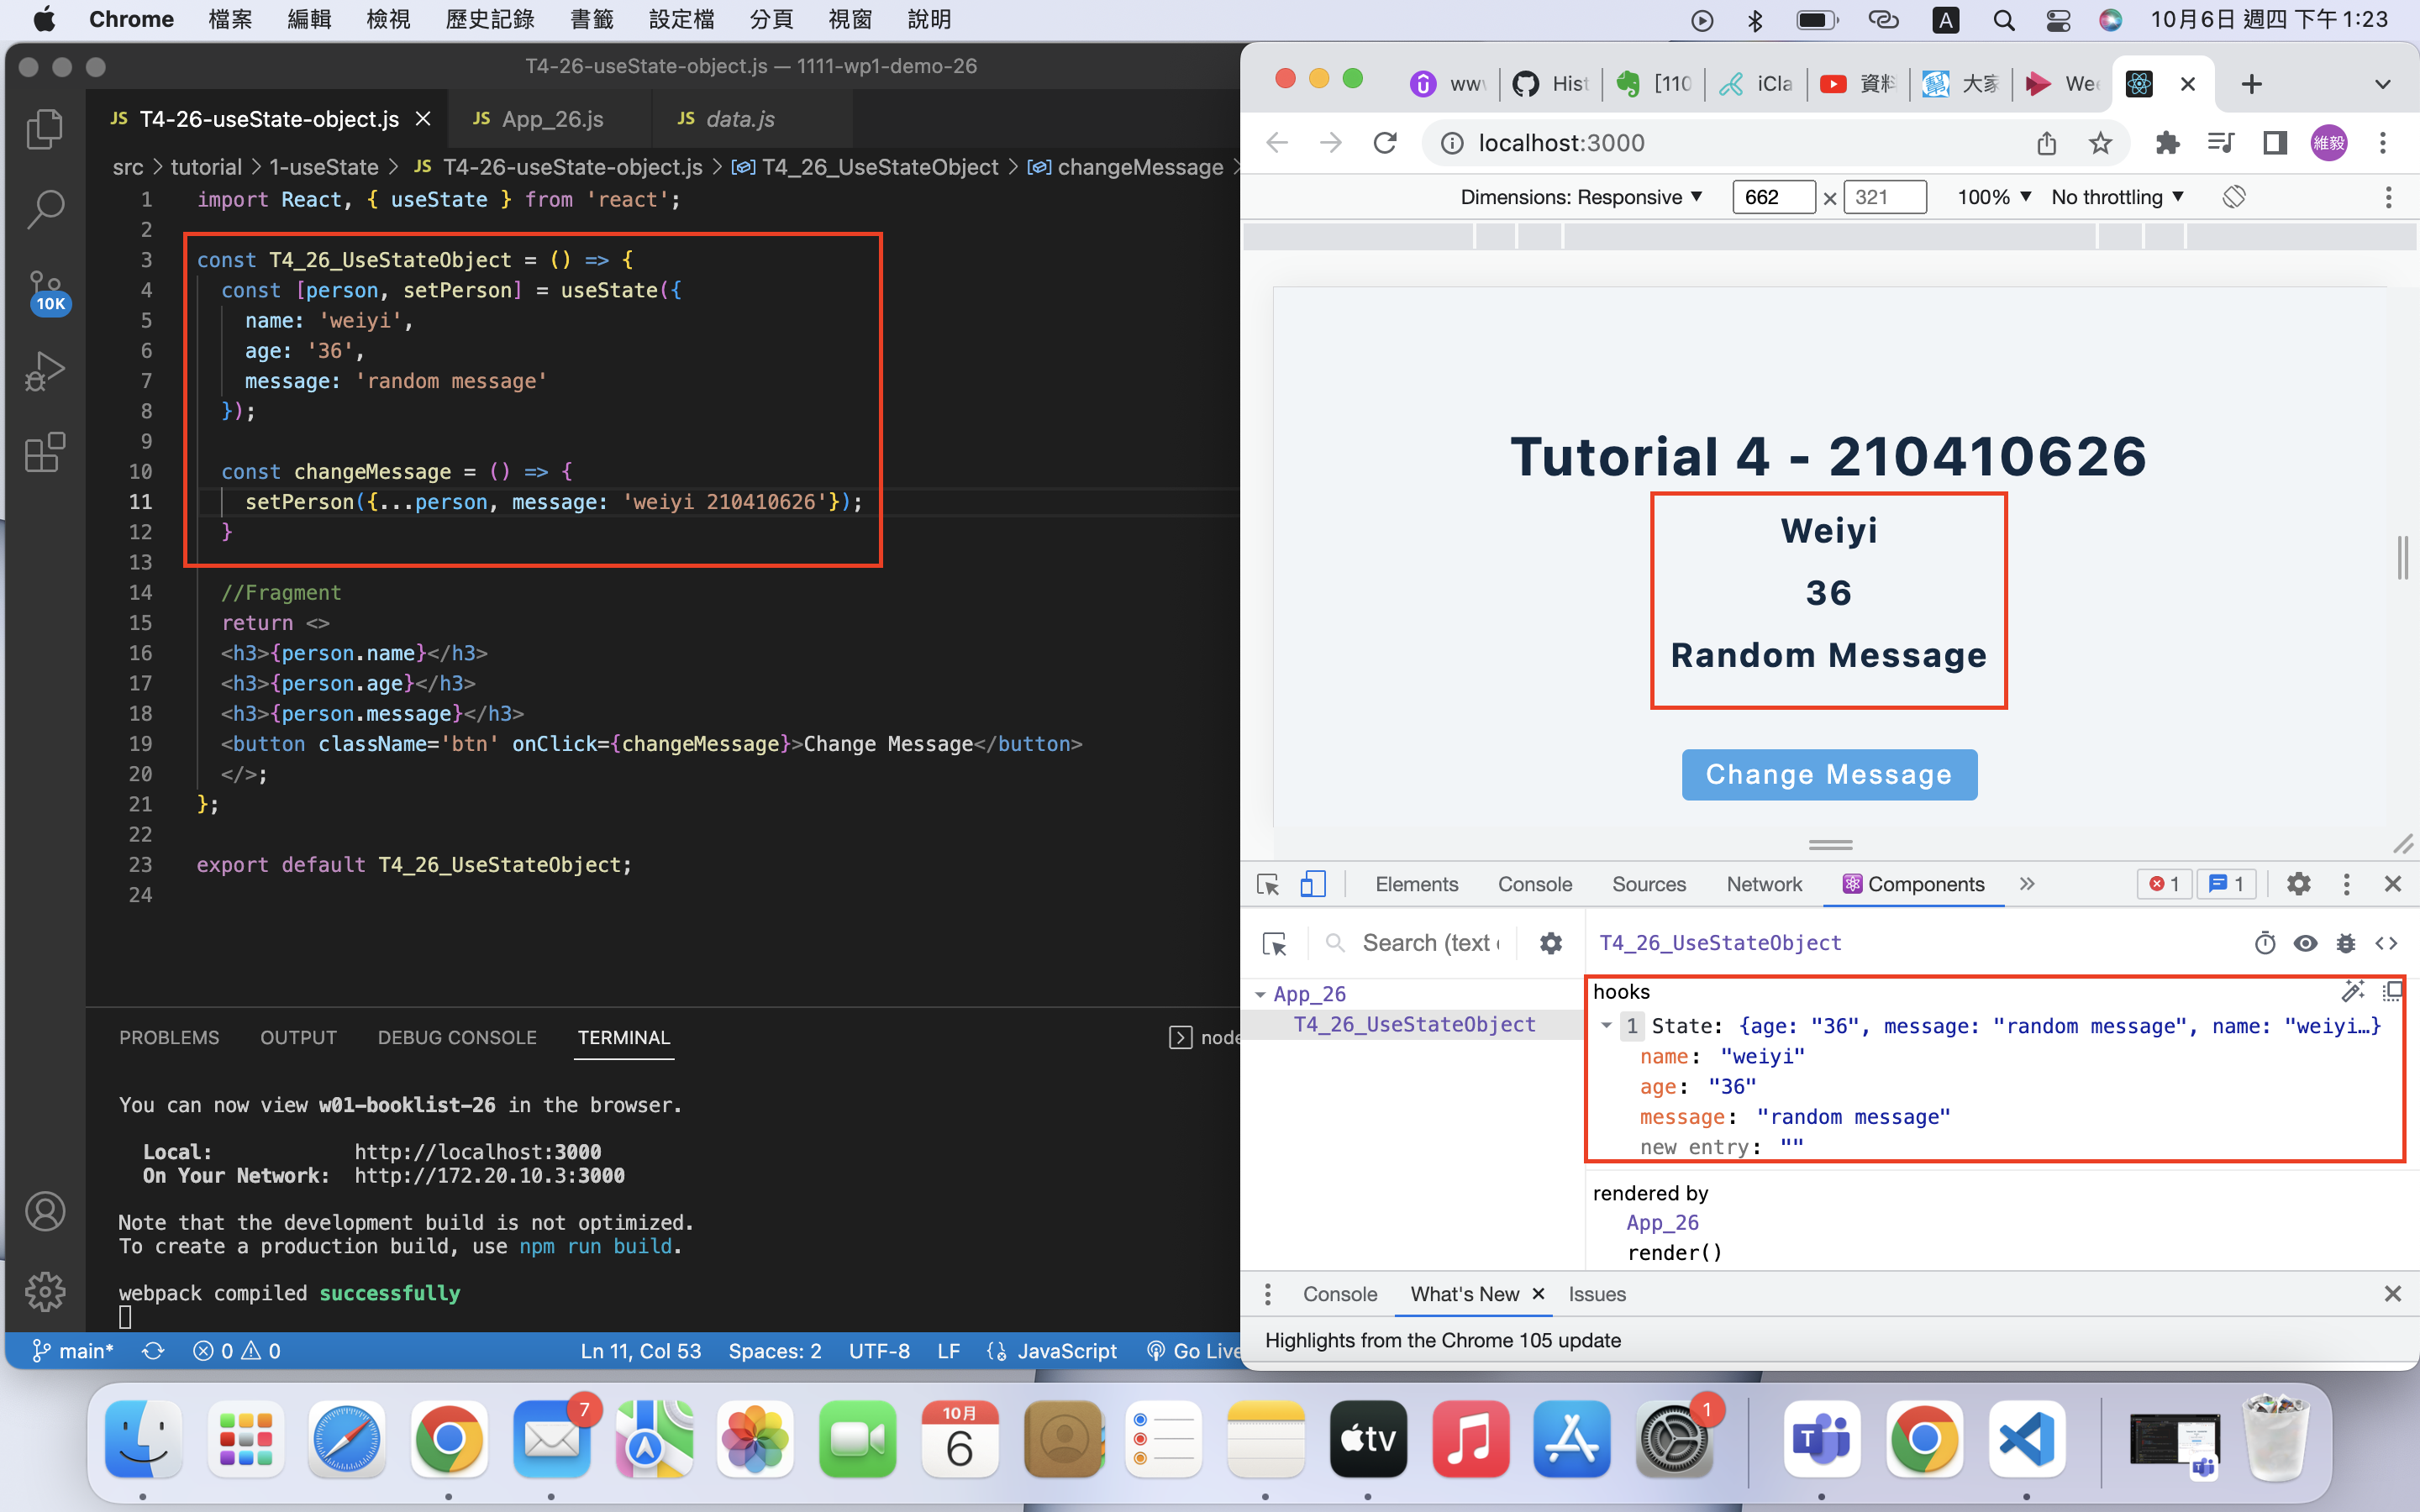 Chrome 檔案 編輯 檢視 歷史記錄 書籤 設定檔 分頁 視窗 說明 A 10月6日 週四 下午1:23
T4-26-useState-object.js — 1111-wp1-demo-26
JS T4-26-useState-object.js JS App_26.js JS data.js
src > tutorial > 1-useState > JS T4-26-useState-object.js > T4_26_UseStateObject > changeMessage >
1 import React, { useState } from 'react';
2
3 const T4_26_UseStateObject = () => {
4 const [person, setPerson] = useState({
5 name: 'weiyi',
6 age: '36',
7 message: 'random message'
8 });
9
10 const changeMessage = () => {
11 setPerson({...person, message: 'weiyi 210410626'});
12 }
13
14 //Fragment
15 return <>
16 <h3>{person.name}</h3>
17 <h3>{person.age}</h3>
18 <h3>{person.message}</h3>
19 <button className='btn' onClick={changeMessage}>Change Message</button>
20 </>;
21 };
22
23 export default T4_26_UseStateObject;
24
10K
PROBLEMS OUTPUT DEBUG CONSOLE TERMINAL node
You can now view w01-booklist-26 in the browser.
Local: http://localhost:3000
On Your Network: http://172.20.10.3:3000
Note that the development build is not optimized.
To create a production build, use npm run build.
webpack compiled successfully
main* 0 0 Ln 11, Col 53 Spaces: 2 UTF-8 LF JavaScript Go Live
www Hist [110 iCla 資料 大家 We
localhost:3000 維毅
Dimensions: Responsive 662 × 321 100% No throttling
Tutorial 4 - 210410626
Weiyi
36
Random Message
Change Message
Elements Console Sources Network Components 1 1
Search (text T4_26_UseStateObject
App_26
T4_26_UseStateObject
hooks
1 State: {age: "36", message: "random message", name: "weiyi…}
name: "weiyi"
age: "36"
message: "random message"
new entry: ""
rendered by
App_26
render()
Console What's New Issues
Highlights from the Chrome 105 update
7 10月 6 tv 1 T